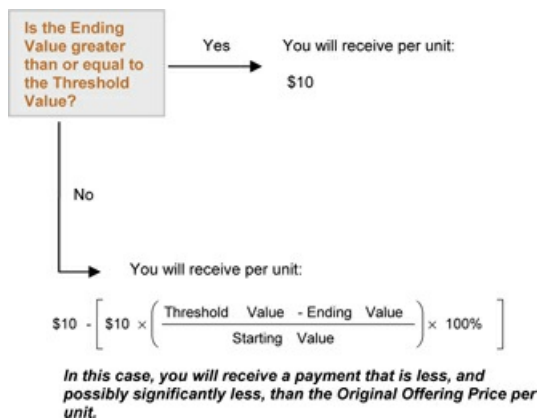 Is the Ending
Value greater
than or equal to
the Threshold
Value?
Yes
You will receive per unit:
$10
No
You will receive per unit:
$10 - [ $10 × ( Threshold Value - Ending Value / Starting Value ) × 100% ]
In this case, you will receive a payment that is less, and
possibly significantly less, than the Original Offering Price per
unit.